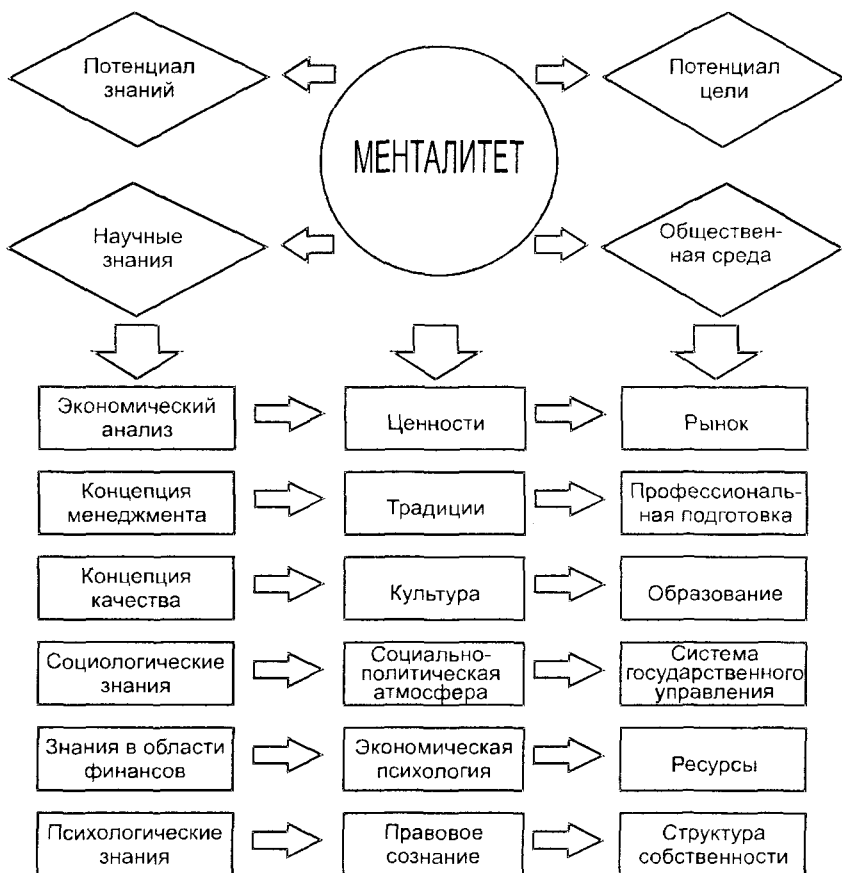 Потенциал
знаний
МЕНТАЛИТЕТ
Потенциал
цели
Научные
знания
Обществен-
ная среда
Экономический
анализ
Ценности
Рынок
Концепция
менеджмента
Традиции
Профессиональ-
ная подготовка
Концепция
качества
Культура
Образование
Социологические
знания
Социально-
политическая
атмосфера
Система
государственного
управления
Знания в области
финансов
Экономическая
психология
Ресурсы
Психологические
знания
Правовое
сознание
Структура
собственности